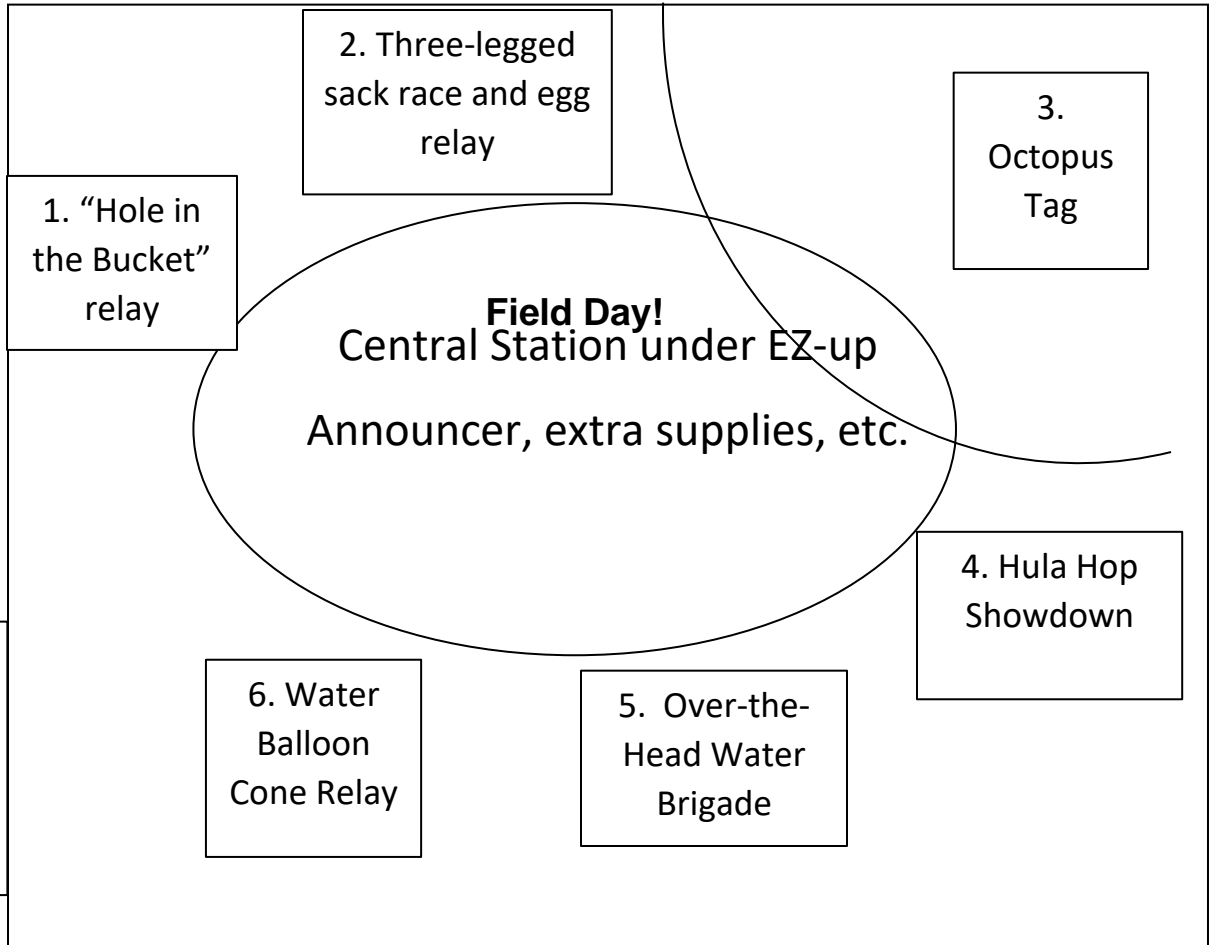 2. Three-legged
sack race and egg
relay
3.
Octopus
Tag
1. “Hole in
the Bucket”
relay
Field Day!
Central Station under EZ-up
Announcer, extra supplies, etc.
4. Hula Hop
Showdown
6. Water
Balloon
Cone Relay
5. Over-the-
Head Water
Brigade